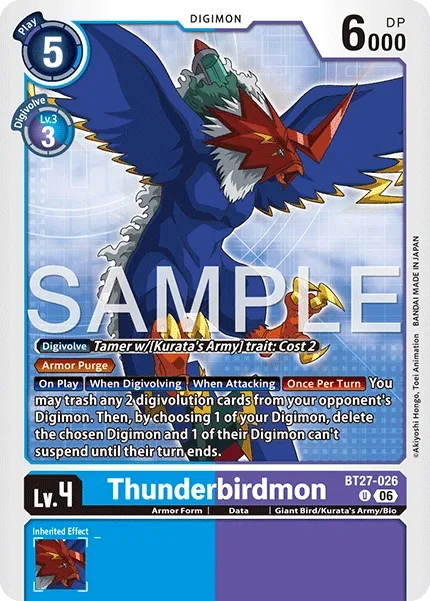 Play
5
DIGIMON
DP
6000
Digivolve
Lv.3
3
SAMPLE
Digivolve Tamer w/[Kurata's Army] trait: Cost 2
Armor Purge
On Play When Digivolving When Attacking Once Per Turn You
may trash any 2 digivolution cards from your opponent's
Digimon. Then, by choosing 1 of your Digimon, delete
the chosen Digimon and 1 of their Digimon can't
suspend until their turn ends.
©Akiyoshi Hongo, Toei Animation BANDAI MADE IN JAPAN
Lv.4
Thunderbirdmon
BT27-026
U 06
Armor Form | Data | Giant Bird/Kurata's Army/Bio
Inherited Effect
–